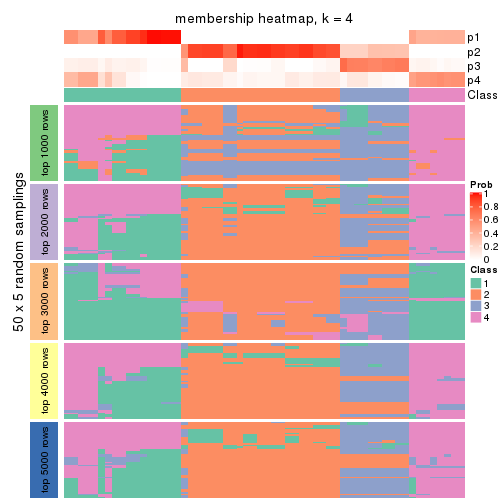 membership heatmap, k = 4
p1
p2
p3
p4
Class
50 x 5 random samplings
top 1000 rows
top 2000 rows
top 3000 rows
top 4000 rows
top 5000 rows
Prob
1
0.8
0.6
0.4
0.2
0
Class
1
2
3
4